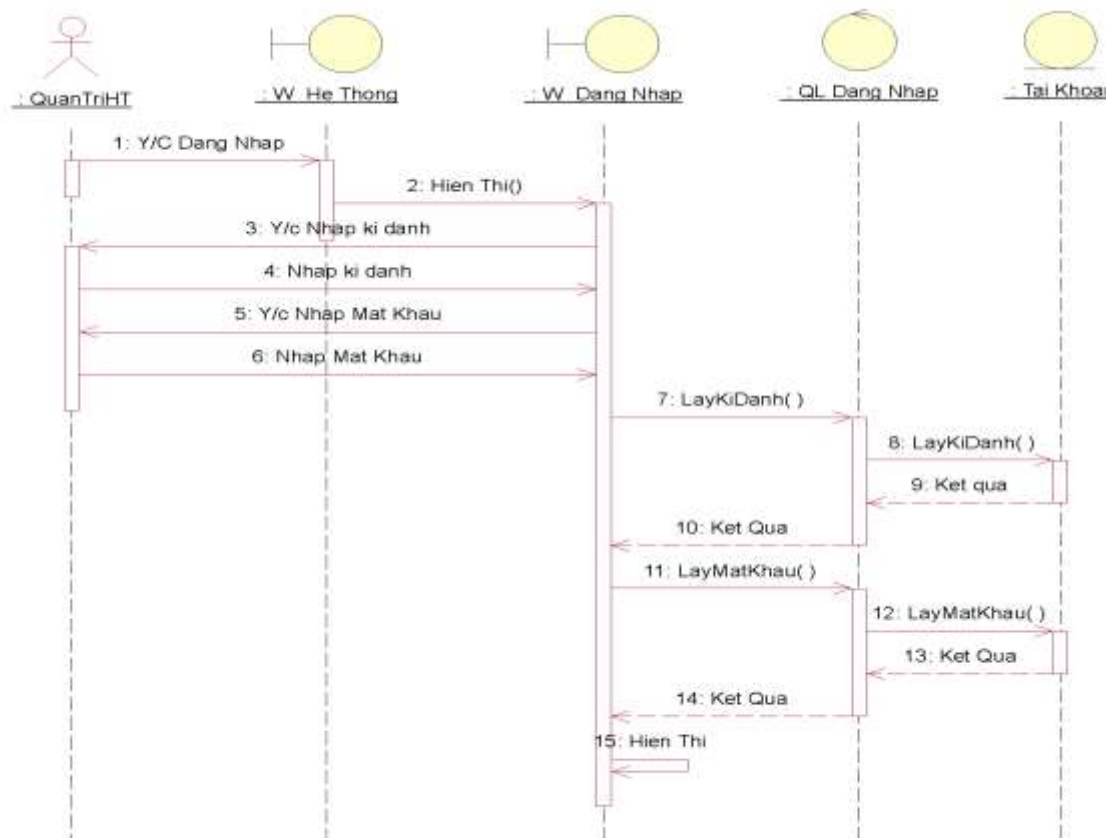 : QuanTriHT
: W_He Thong
: W_Dang Nhap
: QL Dang Nhap
: Tai Khoan
1: Y/C Dang Nhap
2: Hien Thi()
3: Y/c Nhap ki danh
4: Nhap ki danh
5: Y/c Nhap Mat Khau
6: Nhap Mat Khau
7: LayKiDanh( )
8: LayKiDanh( )
9: Ket qua
10: Ket Qua
11: LayMatKhau( )
12: LayMatKhau( )
13: Ket Qua
14: Ket Qua
15: Hien Thi